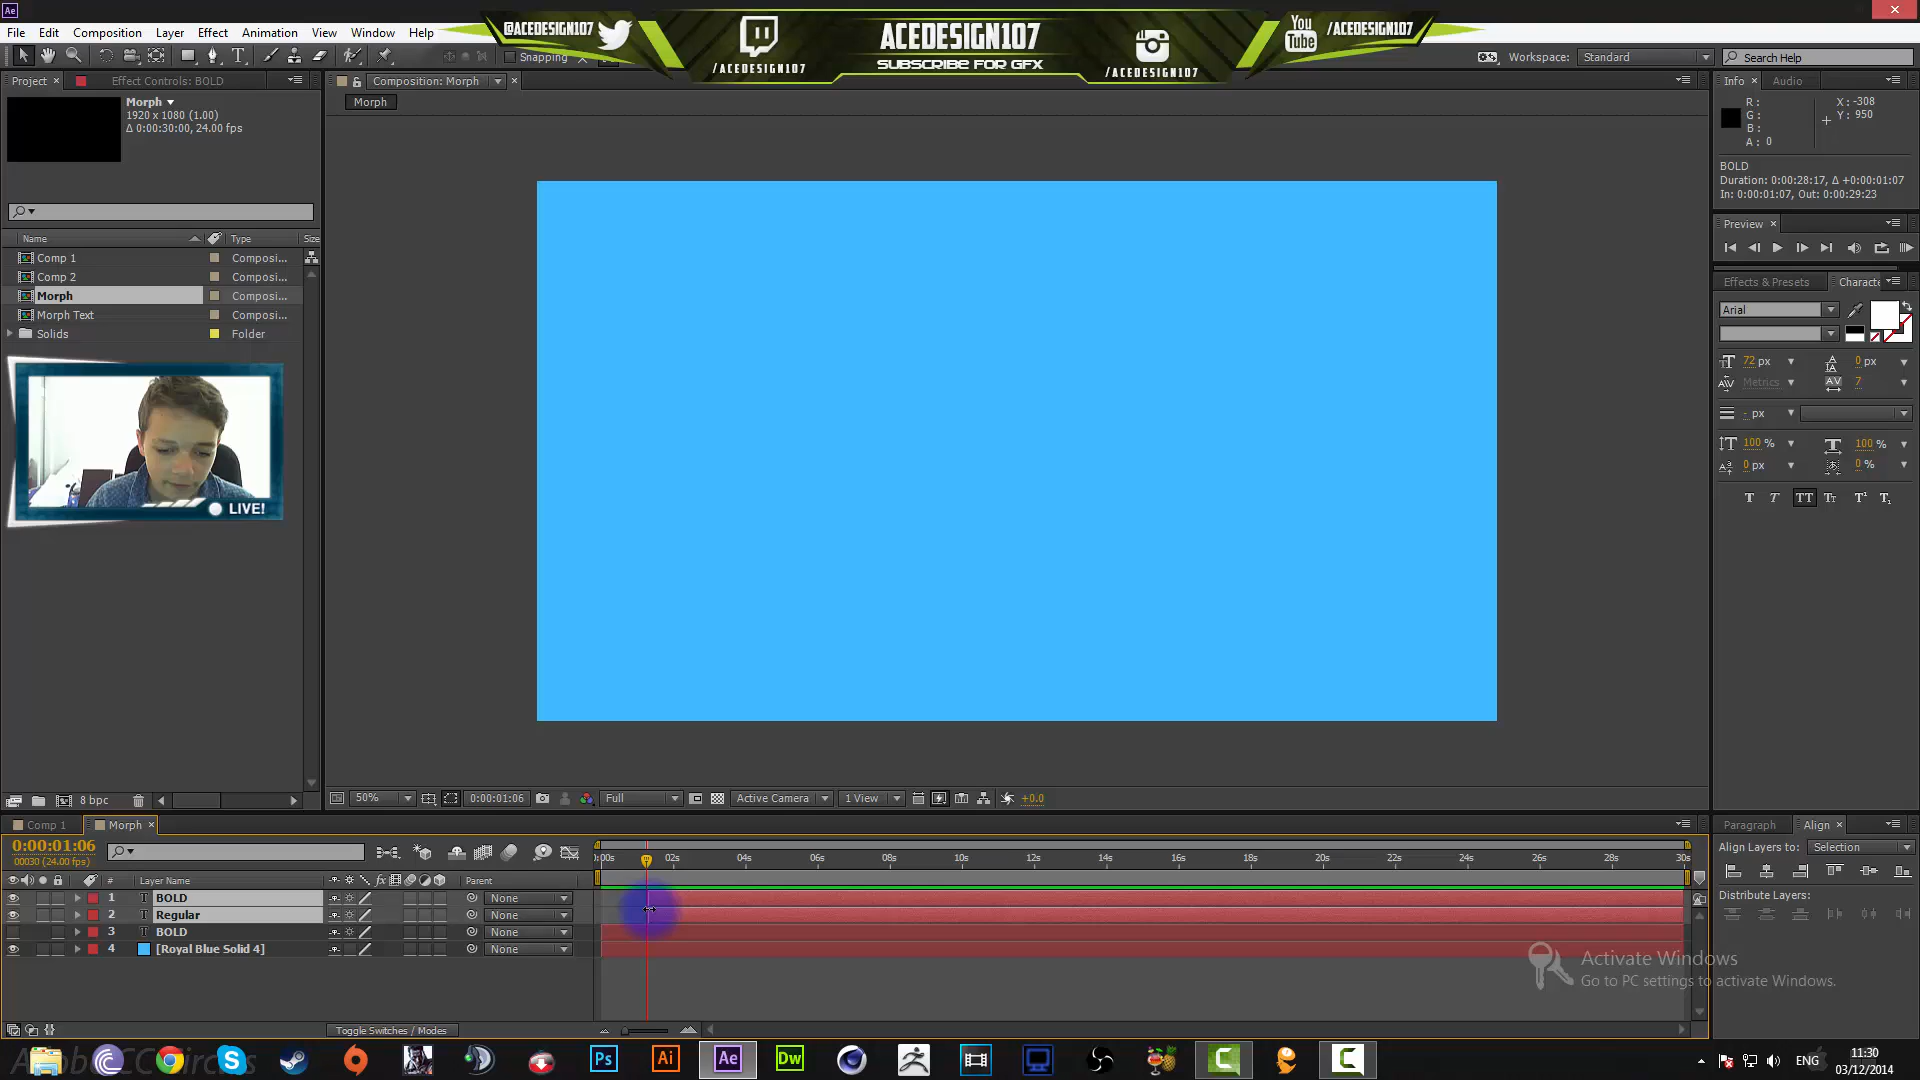 Ae
File Edit Composition Layer Effect Animation View Window Help
@ACEDESIGN107
/ACEDESIGN107
ACEDESIGN107
SUBSCRIBE FOR GFX
/ACEDESIGN107
You Tube /ACEDESIGN107
Snapping
Workspace: Standard
Search Help
Project Effect Controls: BOLD
Composition: Morph
Info Audio
Morph
1920 x 1080 (1.00)
Δ 0:00:30:00, 24.00 fps
Morph
R :
G :
B :
A : 0
X : -308
Y : 950
BOLD
Duration: 0:00:28:17, Δ +0:00:01:07
In: 0:00:01:07, Out: 0:00:29:23
Preview
Name Type Size
Comp 1 Composi...
Comp 2 Composi...
Morph Composi...
Morph Text Composi...
Solids Folder
LIVE!
Effects & Presets Characte
Arial
72 px 0 px
Metrics 7
- px
100 % 100 %
0 px 0 %
T T TT Tt T¹ T₁
8 bpc
50% 0:00:01:06 Full Active Camera 1 View +0.0
Comp 1 Morph
Paragraph Align
0:00:01:06
00030 (24.00 fps)
Align Layers to: Selection
Distribute Layers:
:00s 02s 04s 06s 08s 10s 12s 14s 16s 18s 20s 22s 24s 26s 28s 30s
# Layer Name Parent
1 T BOLD None
2 T Regular None
3 T BOLD None
4 [Royal Blue Solid 4] None
Activate Windows
Go to PC settings to activate Windows.
Toggle Switches / Modes
Ps Ai Ae Dw
ENG
11:30
03/12/2014